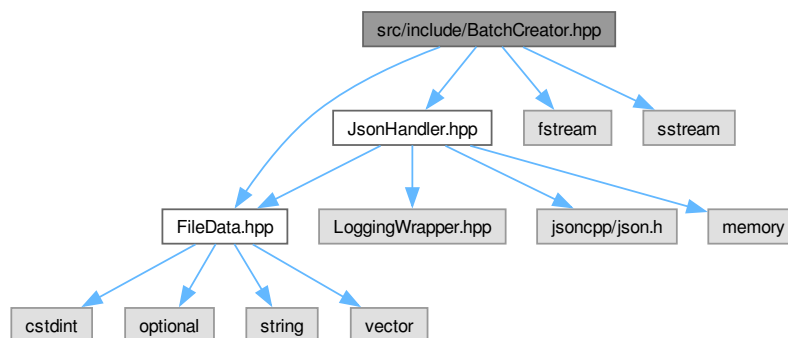 src/include/BatchCreator.hpp
JsonHandler.hpp
fstream
sstream
FileData.hpp
LoggingWrapper.hpp
jsoncpp/json.h
memory
cstdint
optional
string
vector